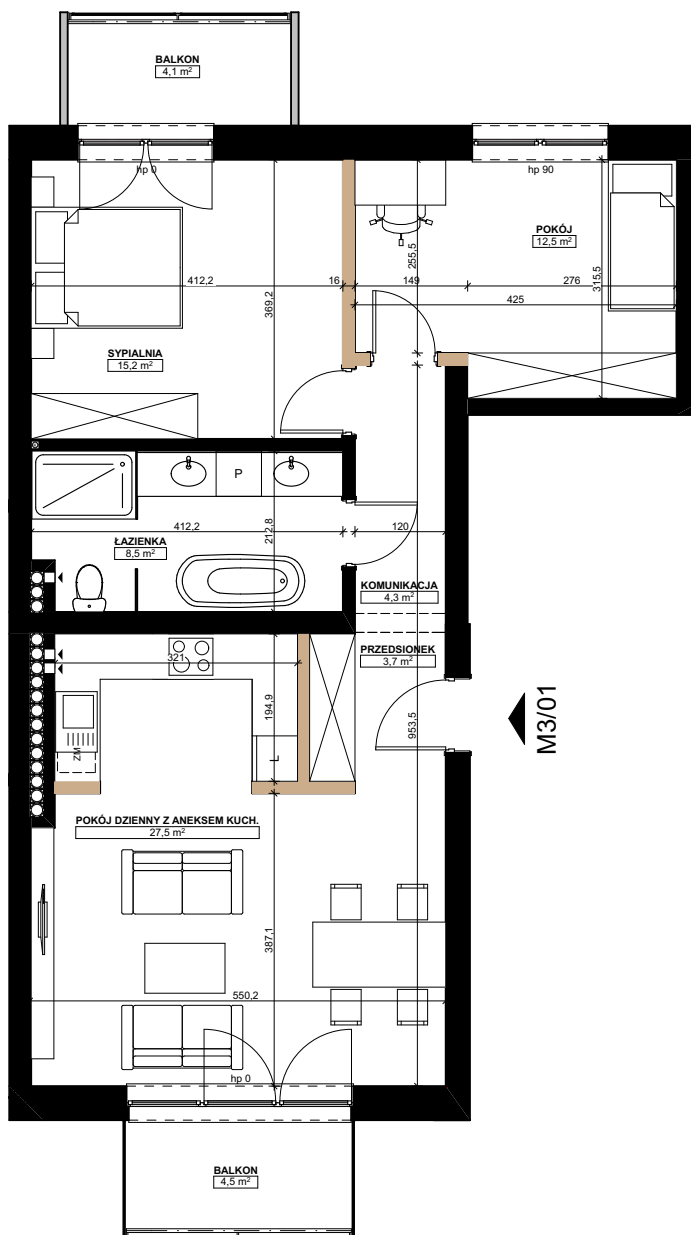 BALKON
4,1 m²
hp 0
hp 90
POKÓJ
12,5 m²
255,5
315,5
412,2
16
149
276
425
369,2
SYPIALNIA
15,2 m²
P
412,2
212,8
120
ŁAZIENKA
8,5 m²
KOMUNIKACJA
4,3 m²
PRZEDSIONEK
3,7 m²
321
194,9
953,5
M3/01
ZM
L
POKÓJ DZIENNY Z ANEKSEM KUCH.
27,5 m²
387,1
550,2
hp 0
BALKON
4,5 m²